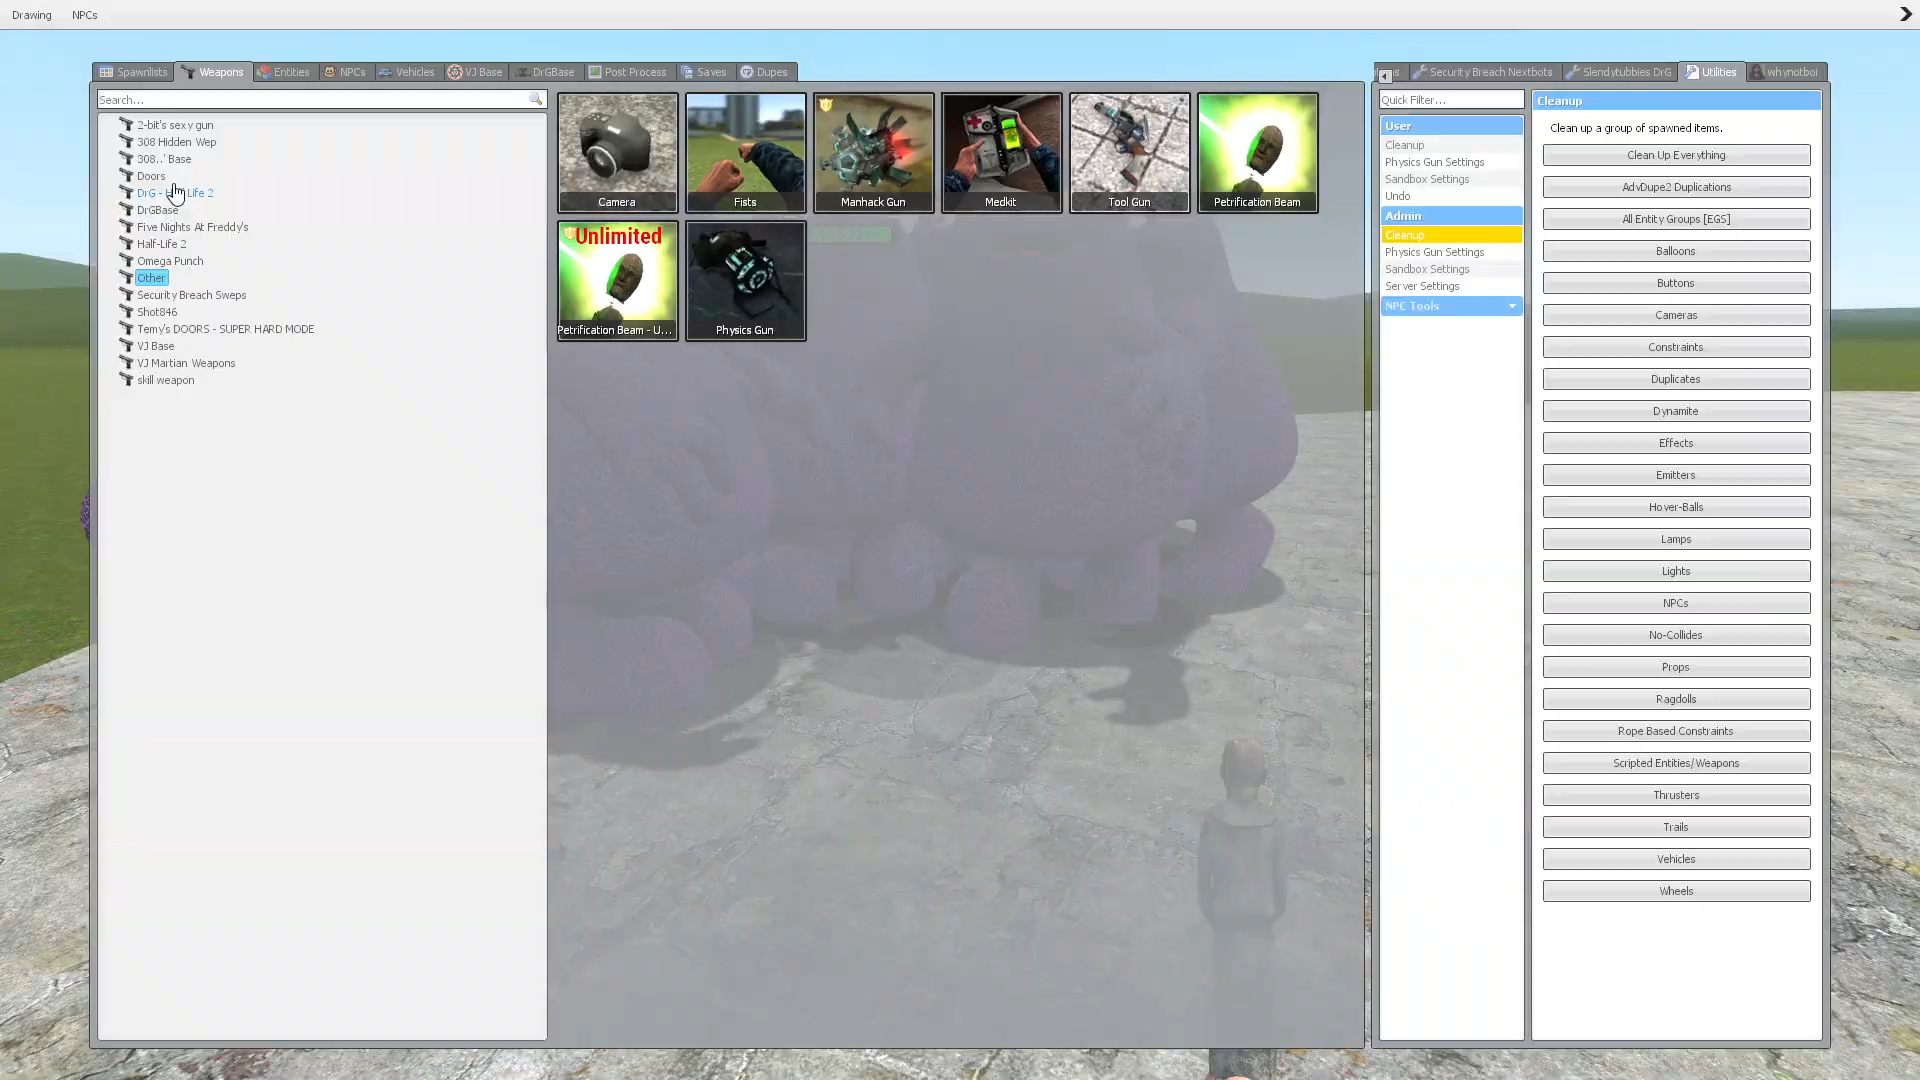 Drawing NPCs
Spawnlists Weapons Entities NPCs Vehicles VJ Base DrGBase Post Process Saves Dupes
Security Breach Nextbots Slendytubbies DrG Utilities whynotboi
Search...
2-bit's sexy gun
308 Hidden Wep
308..' Base
Doors
DrG - Life 2
DrGBase
Five Nights At Freddy's
Half-Life 2
Omega Punch
Other
Security Breach Sweps
Shot846
Temy's DOORS - SUPER HARD MODE
VJ Base
VJ Martian Weapons
skill weapon
Camera
Fists
Manhack Gun
Medkit
Tool Gun
Petrification Beam
Unlimited
Petrification Beam - U...
Physics Gun
Quick Filter...
User
Cleanup
Physics Gun Settings
Sandbox Settings
Undo
Admin
Cleanup
Physics Gun Settings
Sandbox Settings
Server Settings
NPC Tools
Cleanup
Clean up a group of spawned items.
Clean Up Everything
AdvDupe2 Duplications
All Entity Groups [EGS]
Balloons
Buttons
Cameras
Constraints
Duplicates
Dynamite
Effects
Emitters
Hover-Balls
Lamps
Lights
NPCs
No-Collides
Props
Ragdolls
Rope Based Constraints
Scripted Entities/Weapons
Thrusters
Trails
Vehicles
Wheels